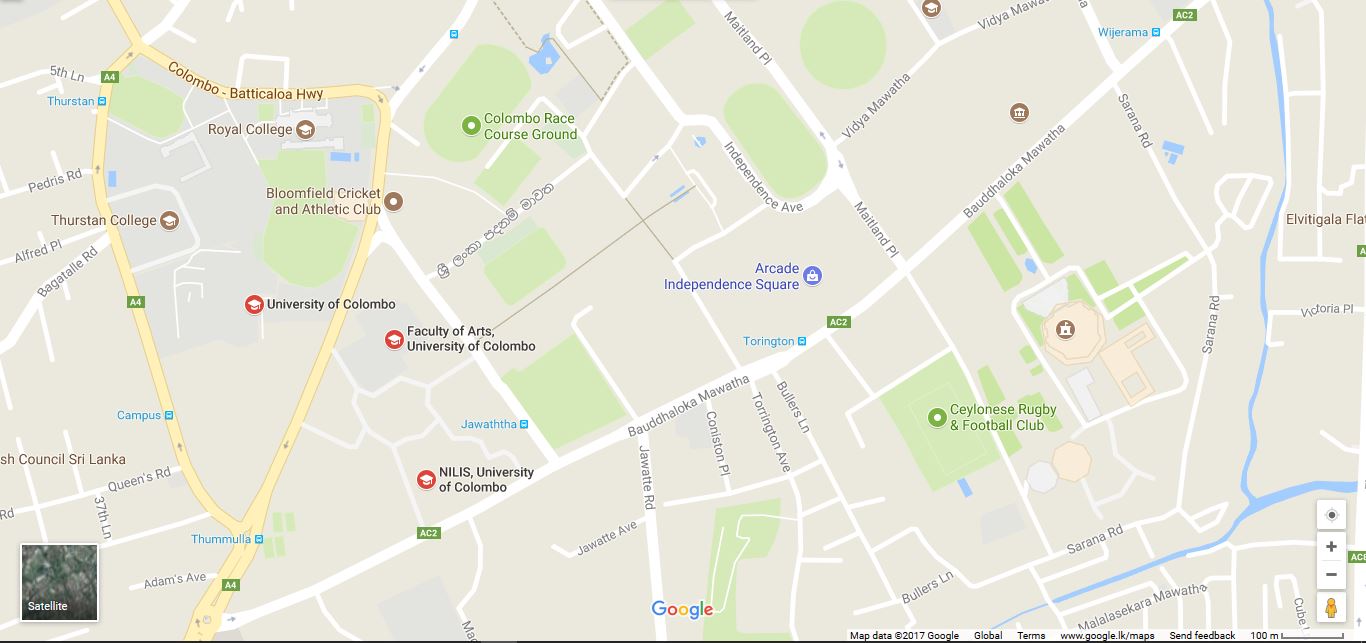 AC2
Vidya Mawatha
Wijerama
Maitland Pl
5th Ln
A4
Colombo - Batticaloa Hwy
Thurstan
Vidya Mawatha
Sarana Rd
Royal College
Colombo Race
Course Ground
Bauddhaloka Mawatha
Independence Ave
Pedris Rd
Bloomfield Cricket
and Athletic Club
Thurstan College
Maitland Pl
Elvitigala Flat
Alfred Pl
Bagatalle Rd
Arcade
Independence Square
A4
University of Colombo
Sarana Rd
Victoria Pl
AC2
Faculty of Arts,
University of Colombo
Torington
Bauddhaloka Mawatha
Bullers Ln
Torrington Ave
Coniston Pl
Ceylonese Rugby
& Football Club
Campus
Jawaththa
sh Council Sri Lanka
Queen's Rd
NILIS, University
of Colombo
Jawatte Rd
Rd
37th Ln
AC2
Jawatte Ave
Sarana Rd
Thummulla
Adam's Ave
A4
Bullers Ln
Malalasekara Mawatha
Cube
Mad
Satellite
Google
Map data ©2017 Google Global Terms www.google.lk/maps Send feedback 100 m